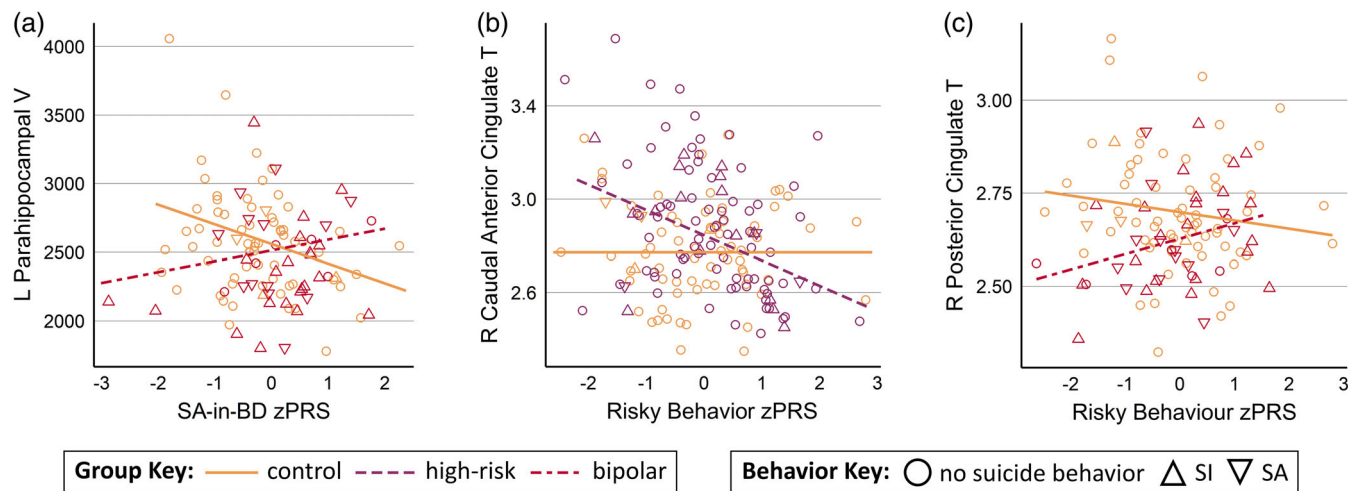 (a)
L Parahippocampal V
4000
3500
3000
2500
2000
-3 -2 -1 0 1 2
SA-in-BD zPRS
(b)
R Caudal Anterior Cingulate T
3.4
3.0
2.6
-2 -1 0 1 2 3
Risky Behavior zPRS
(c)
R Posterior Cingulate T
3.00
2.75
2.50
-2 -1 0 1 2 3
Risky Behaviour zPRS
Group Key: control high-risk bipolar
Behavior Key: no suicide behavior SI SA